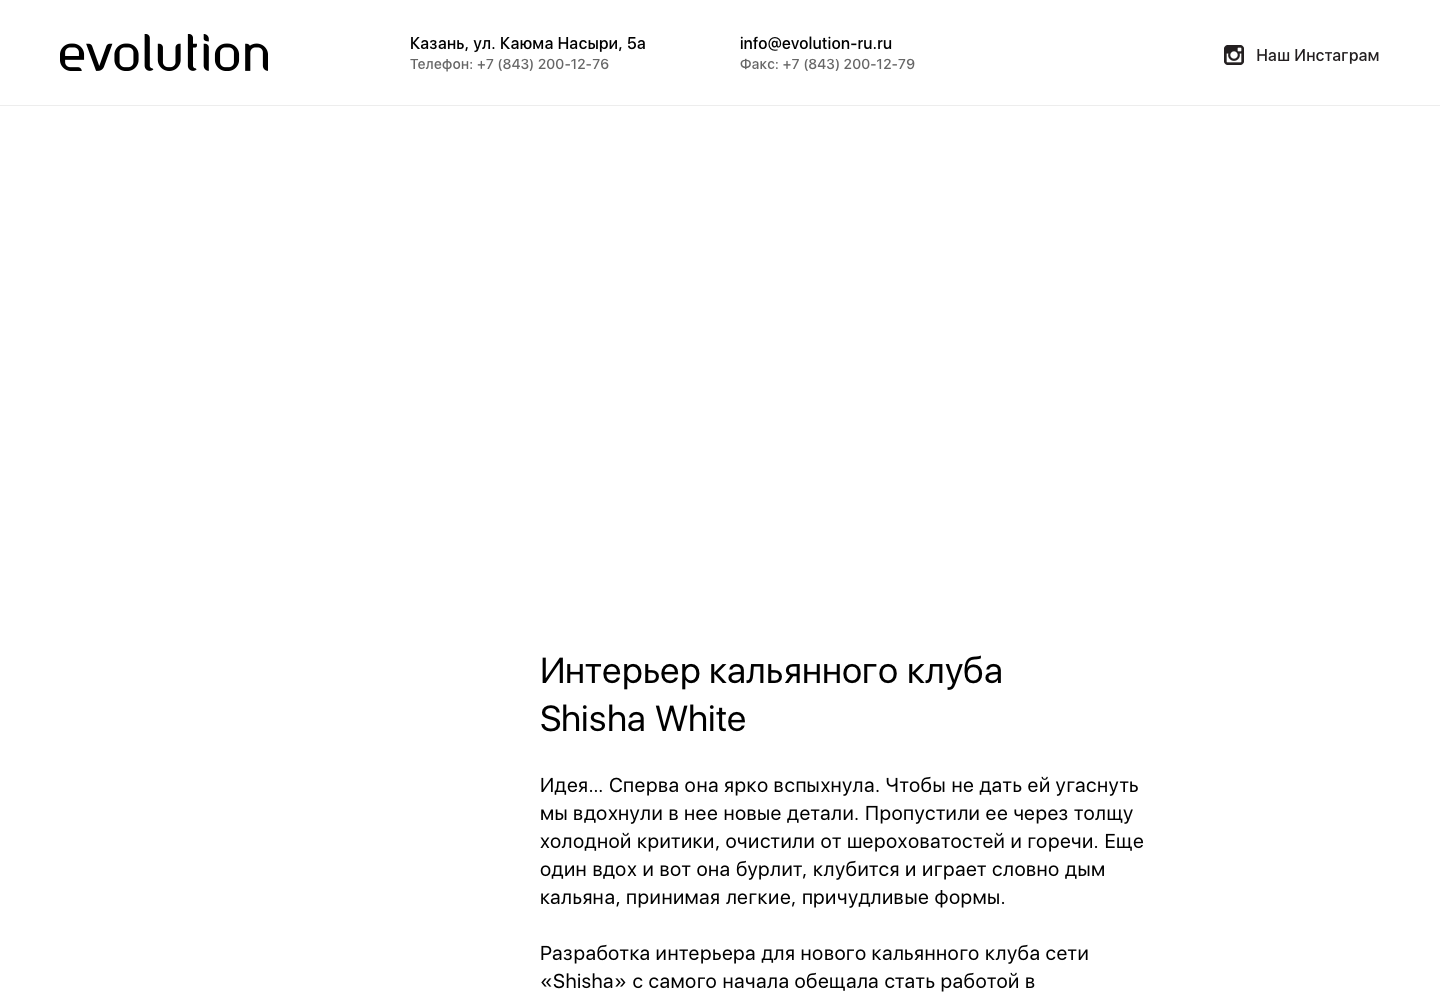 evolution
Казань, ул. Каюма Насыри, 5а
Телефон: +7 (843) 200-12-76
info@evolution-ru.ru
Факс: +7 (843) 200-12-79
Наш Инстаграм
Интерьер кальянного клуба
Shisha White
Идея... Сперва она ярко вспыхнула. Чтобы не дать ей угаснуть
мы вдохнули в нее новые детали. Пропустили ее через толщу
холодной критики, очистили от шероховатостей и горечи. Еще
один вдох и вот она бурлит, клубится и играет словно дым
кальяна, принимая легкие, причудливые формы.
Разработка интерьера для нового кальянного клуба сети
«Shisha» с самого начала обещала стать работой в